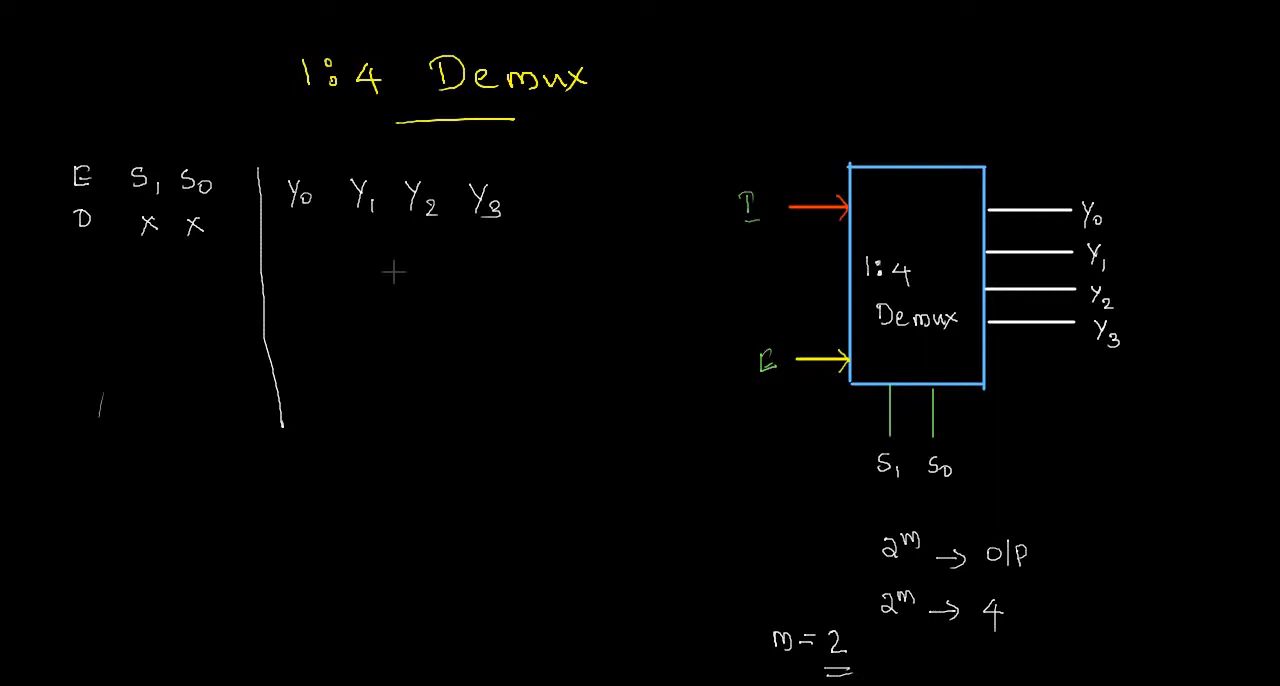 1:4 Demux
E S1 S0 Y0 Y1 Y2 Y3
0 x x
I
1:4
Demux
E
Y0
Y1
Y2
Y3
S1 S0
2^m → O/P
2^m → 4
m = 2